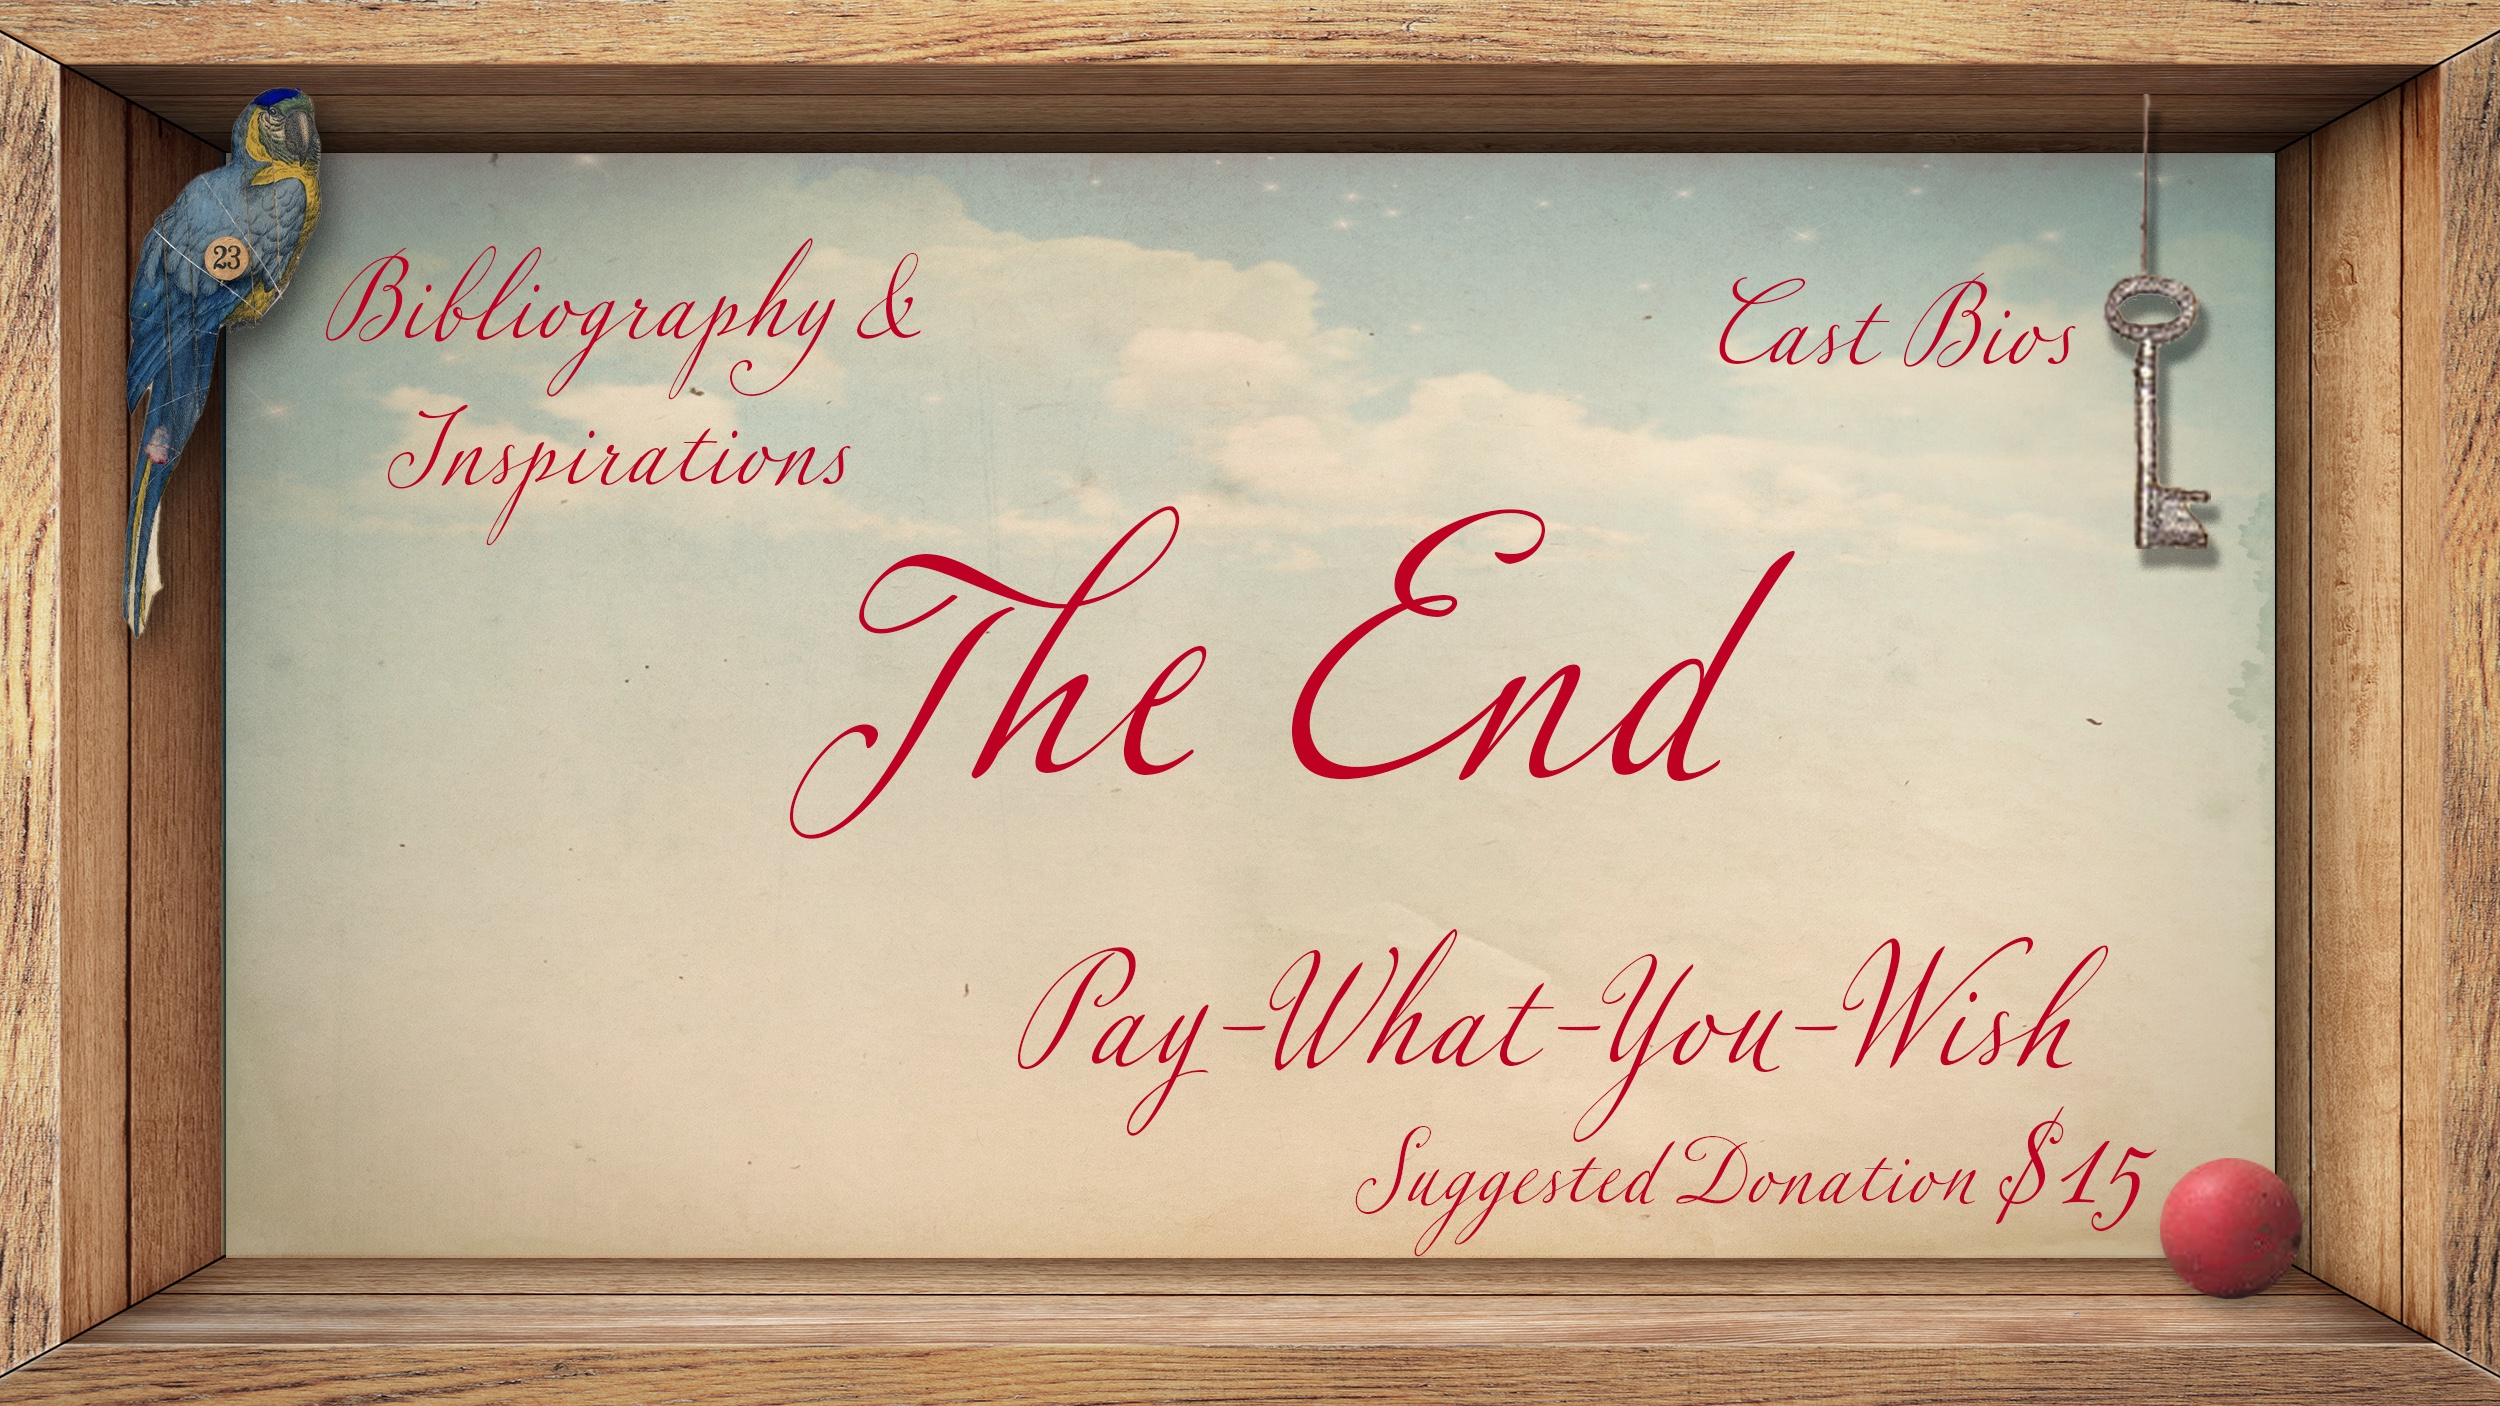 23
Bibliography &
Inspirations
Cast Bios
The End
Pay-What-You-Wish
Suggested Donation $15